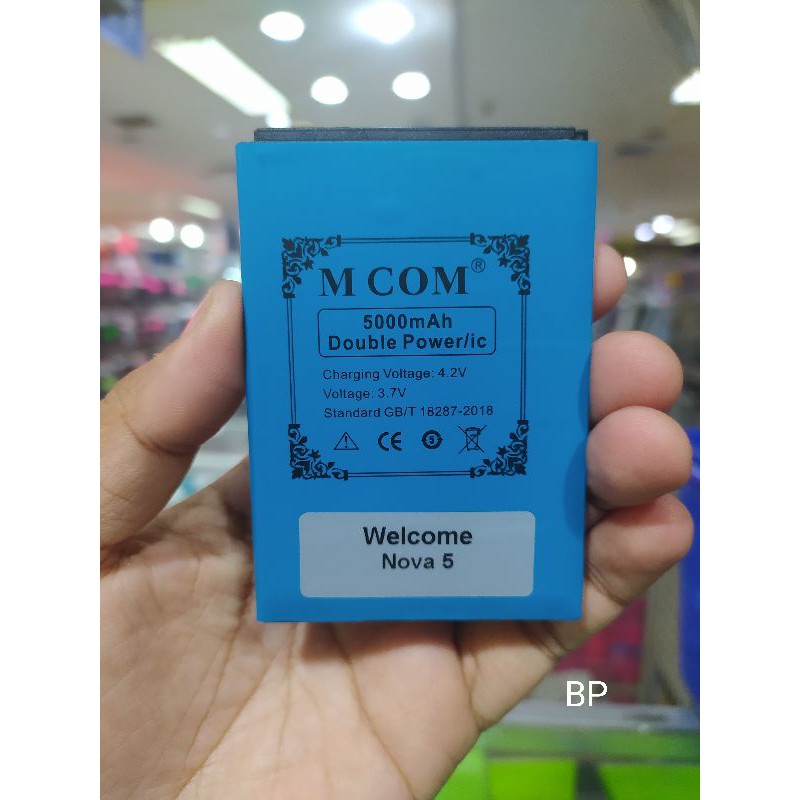 M COM®
5000mAh
Double Power/ic
Charging Voltage: 4.2V
Voltage: 3.7V
Standard GB/T 18287-2018
CE
Welcome
Nova 5
BP